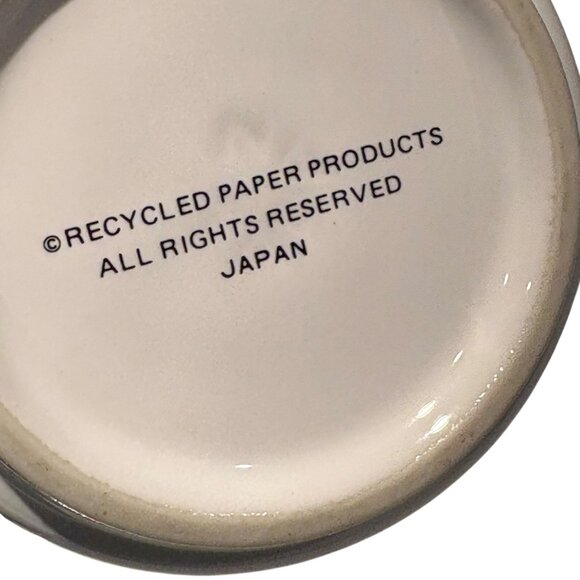 ©RECYCLED PAPER PRODUCTS
ALL RIGHTS RESERVED
JAPAN